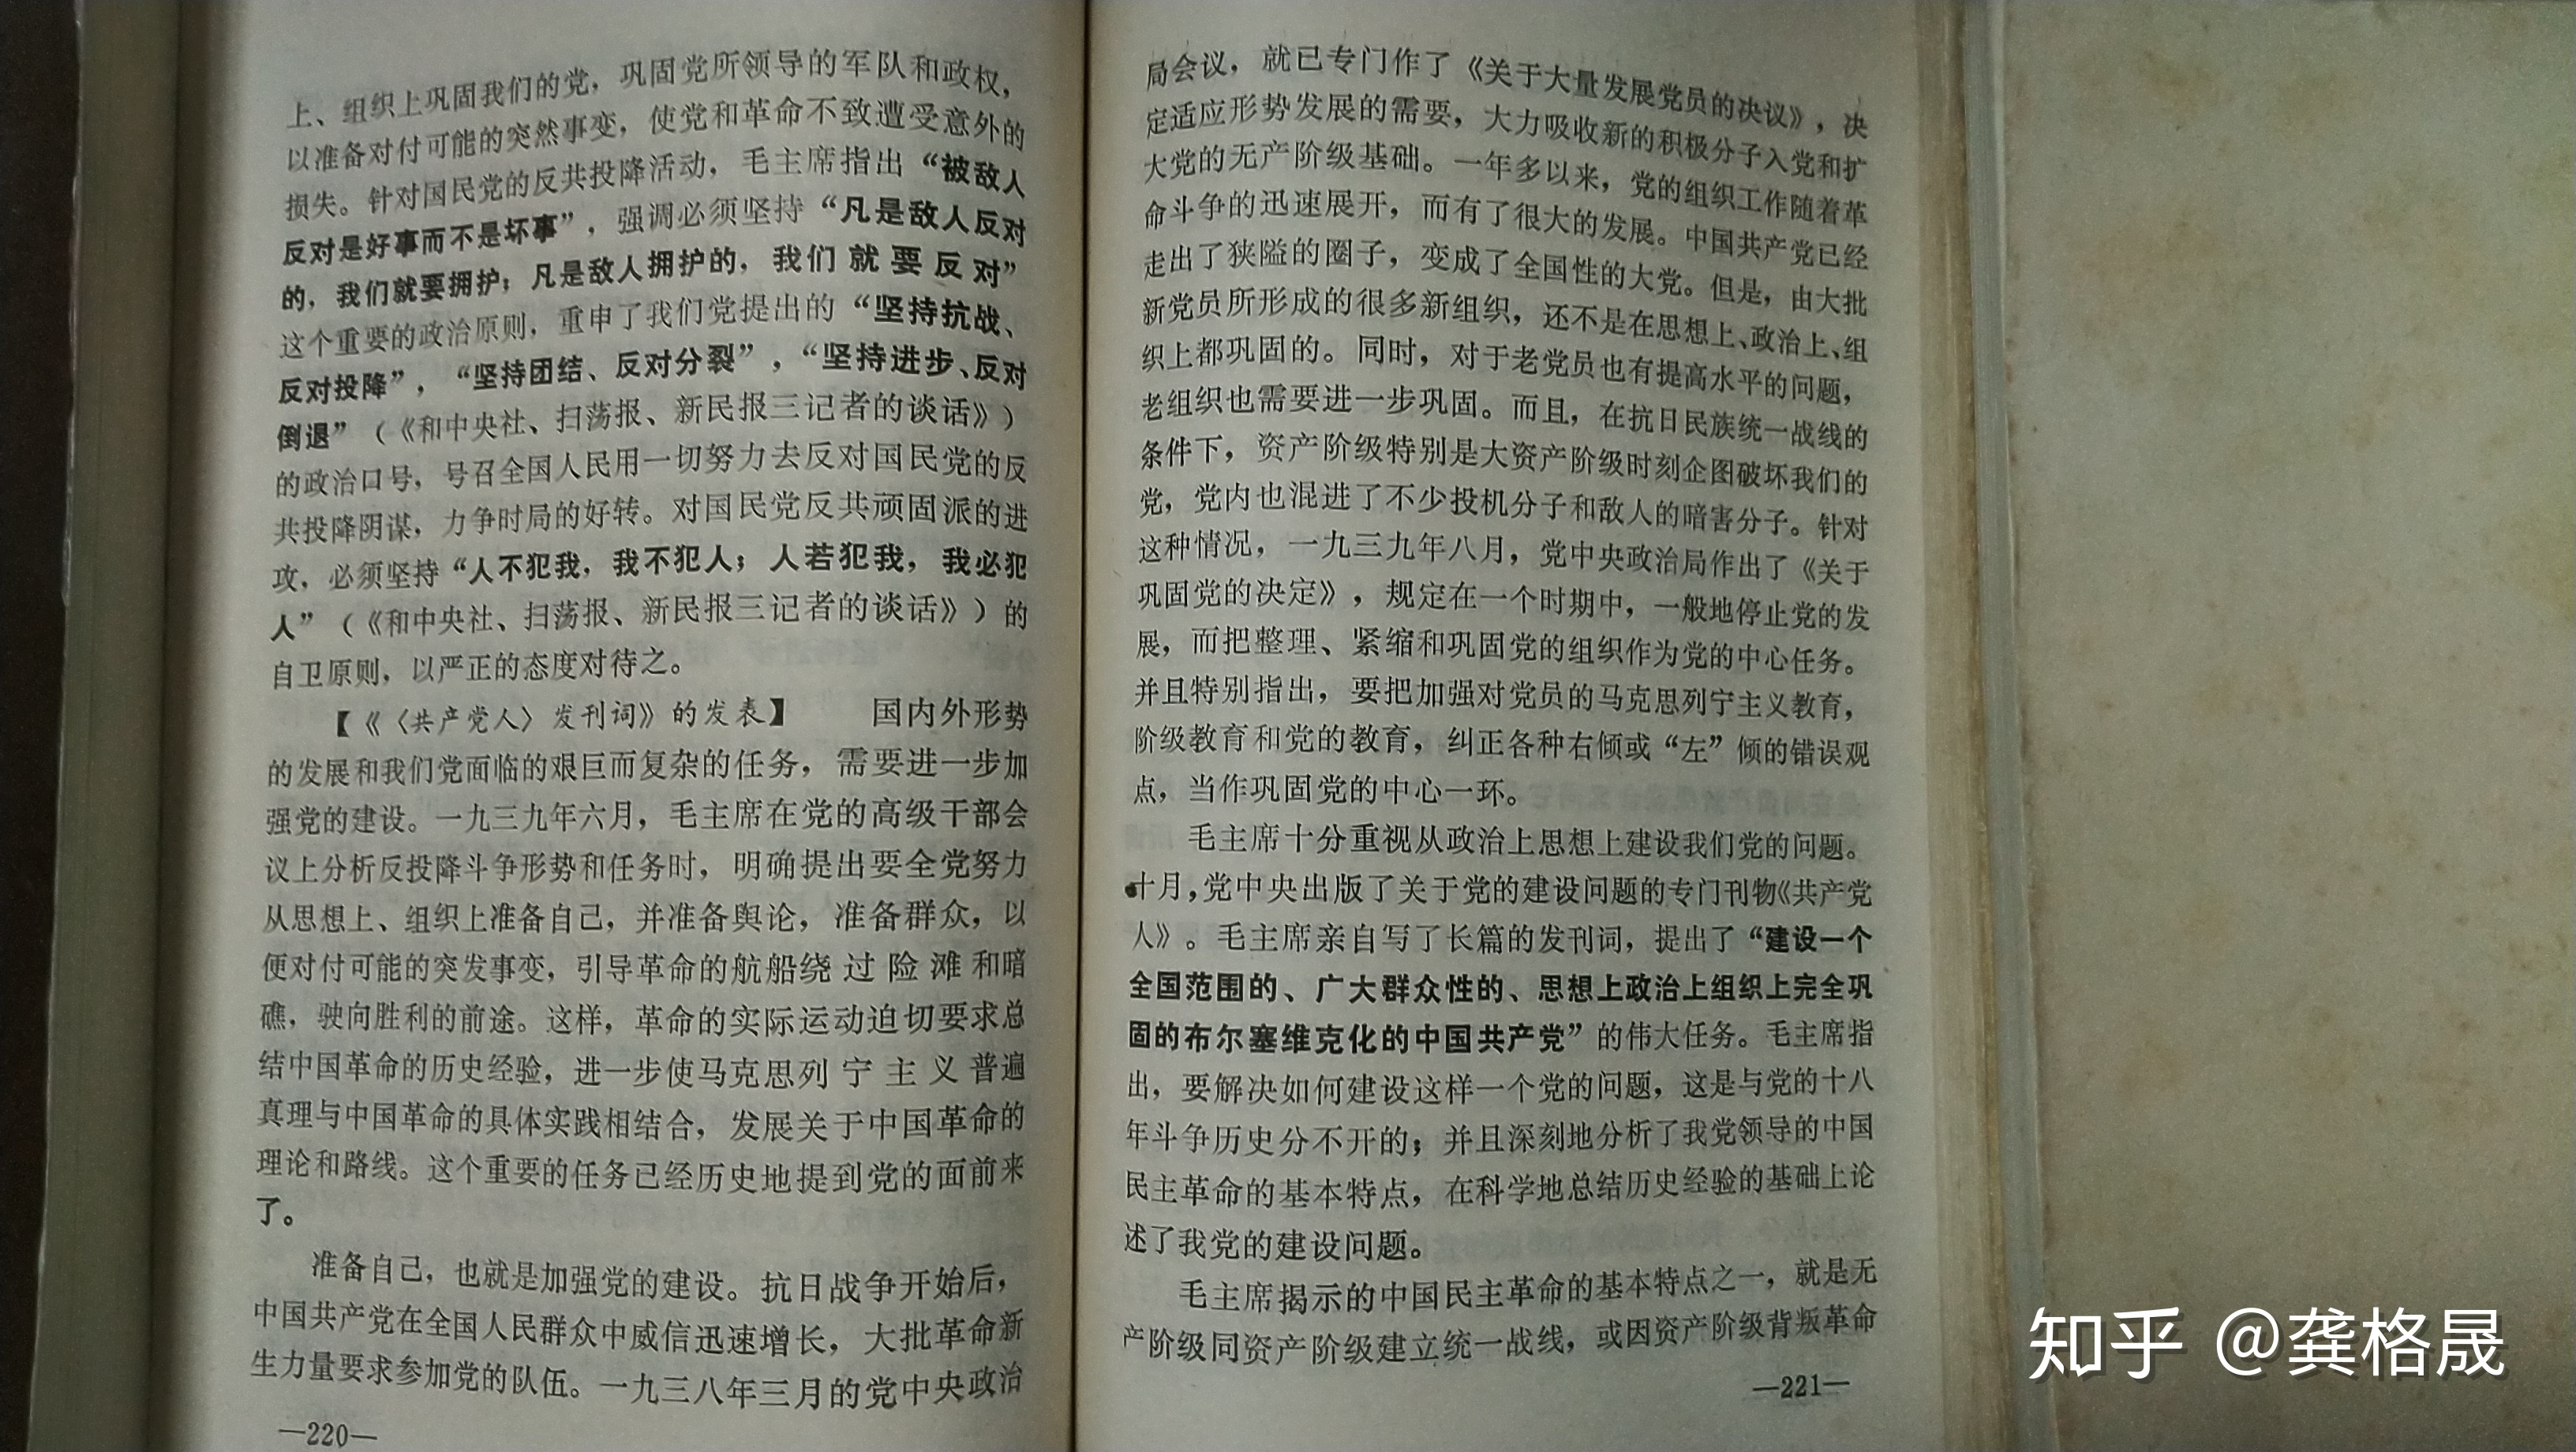 上、组织上巩固我们的党，巩固党所领导的军队和政权，
以准备对付可能的突然事变，使党和革命不致遭受意外的
损失。针对国民党的反共投降活动，毛主席指出“被敌人
反对是好事而不是坏事”，强调必须坚持“凡是敌人反对
的，我们就要拥护；凡是敌人拥护的，我们就要反对”
这个重要的政治原则，重申了我们党提出的“坚持抗战、
反对投降”，“坚持团结、反对分裂”，“坚持进步、反对
倒退”（《和中央社、扫荡报、新民报三记者的谈话》）
的政治口号，号召全国人民用一切努力去反对国民党的反
共投降阴谋，力争时局的好转。对国民党反共顽固派的进
攻，必须坚持“人不犯我，我不犯人；人若犯我，我必犯
人”（《和中央社、扫荡报、新民报三记者的谈话》）的
自卫原则，以严正的态度对待之。
【《〈共产党人〉发刊词》的发表】 国内外形势
的发展和我们党面临的艰巨而复杂的任务，需要进一步加
强党的建设。一九三九年六月，毛主席在党的高级干部会
议上分析反投降斗争形势和任务时，明确提出要全党努力
从思想上、组织上准备自己，并准备舆论，准备群众，以
便对付可能的突发事变，引导革命的航船绕过险滩和暗
礁，驶向胜利的前途。这样，革命的实际运动迫切要求总
结中国革命的历史经验，进一步使马克思列宁主义普遍
真理与中国革命的具体实践相结合，发展关于中国革命的
理论和路线。这个重要的任务已经历史地提到党的面前来
了。
准备自己，也就是加强党的建设。抗日战争开始后，
中国共产党在全国人民群众中威信迅速增长，大批革命新
生力量要求参加党的队伍。一九三八年三月的党中央政治
—220—
局会议，就已专门作了《关于大量发展党员的决议》，决
定适应形势发展的需要，大力吸收新的积极分子入党和扩
大党的无产阶级基础。一年多以来，党的组织工作随着革
命斗争的迅速展开，而有了很大的发展。中国共产党已经
走出了狭隘的圈子，变成了全国性的大党。但是，由大批
新党员所形成的很多新组织，还不是在思想上、政治上、组
织上都巩固的。同时，对于老党员也有提高水平的问题，
老组织也需要进一步巩固。而且，在抗日民族统一战线的
条件下，资产阶级特别是大资产阶级时刻企图破坏我们的
党，党内也混进了不少投机分子和敌人的暗害分子。针对
这种情况，一九三九年八月，党中央政治局作出了《关于
巩固党的决定》，规定在一个时期中，一般地停止党的发
展，而把整理、紧缩和巩固党的组织作为党的中心任务。
并且特别指出，要把加强对党员的马克思列宁主义教育，
阶级教育和党的教育，纠正各种右倾或“左”倾的错误观
点，当作巩固党的中心一环。
毛主席十分重视从政治上思想上建设我们党的问题。
十月，党中央出版了关于党的建设问题的专门刊物《共产党
人》。毛主席亲自写了长篇的发刊词，提出了“建设一个
全国范围的、广大群众性的、思想上政治上组织上完全巩
固的布尔塞维克化的中国共产党”的伟大任务。毛主席指
出，要解决如何建设这样一个党的问题，这是与党的十八
年斗争历史分不开的；并且深刻地分析了我党领导的中国
民主革命的基本特点，在科学地总结历史经验的基础上论
述了我党的建设问题。
毛主席揭示的中国民主革命的基本特点之一，就是无
产阶级同资产阶级建立统一战线，或因资产阶级背叛革命
—221—
知乎 @龚格晟